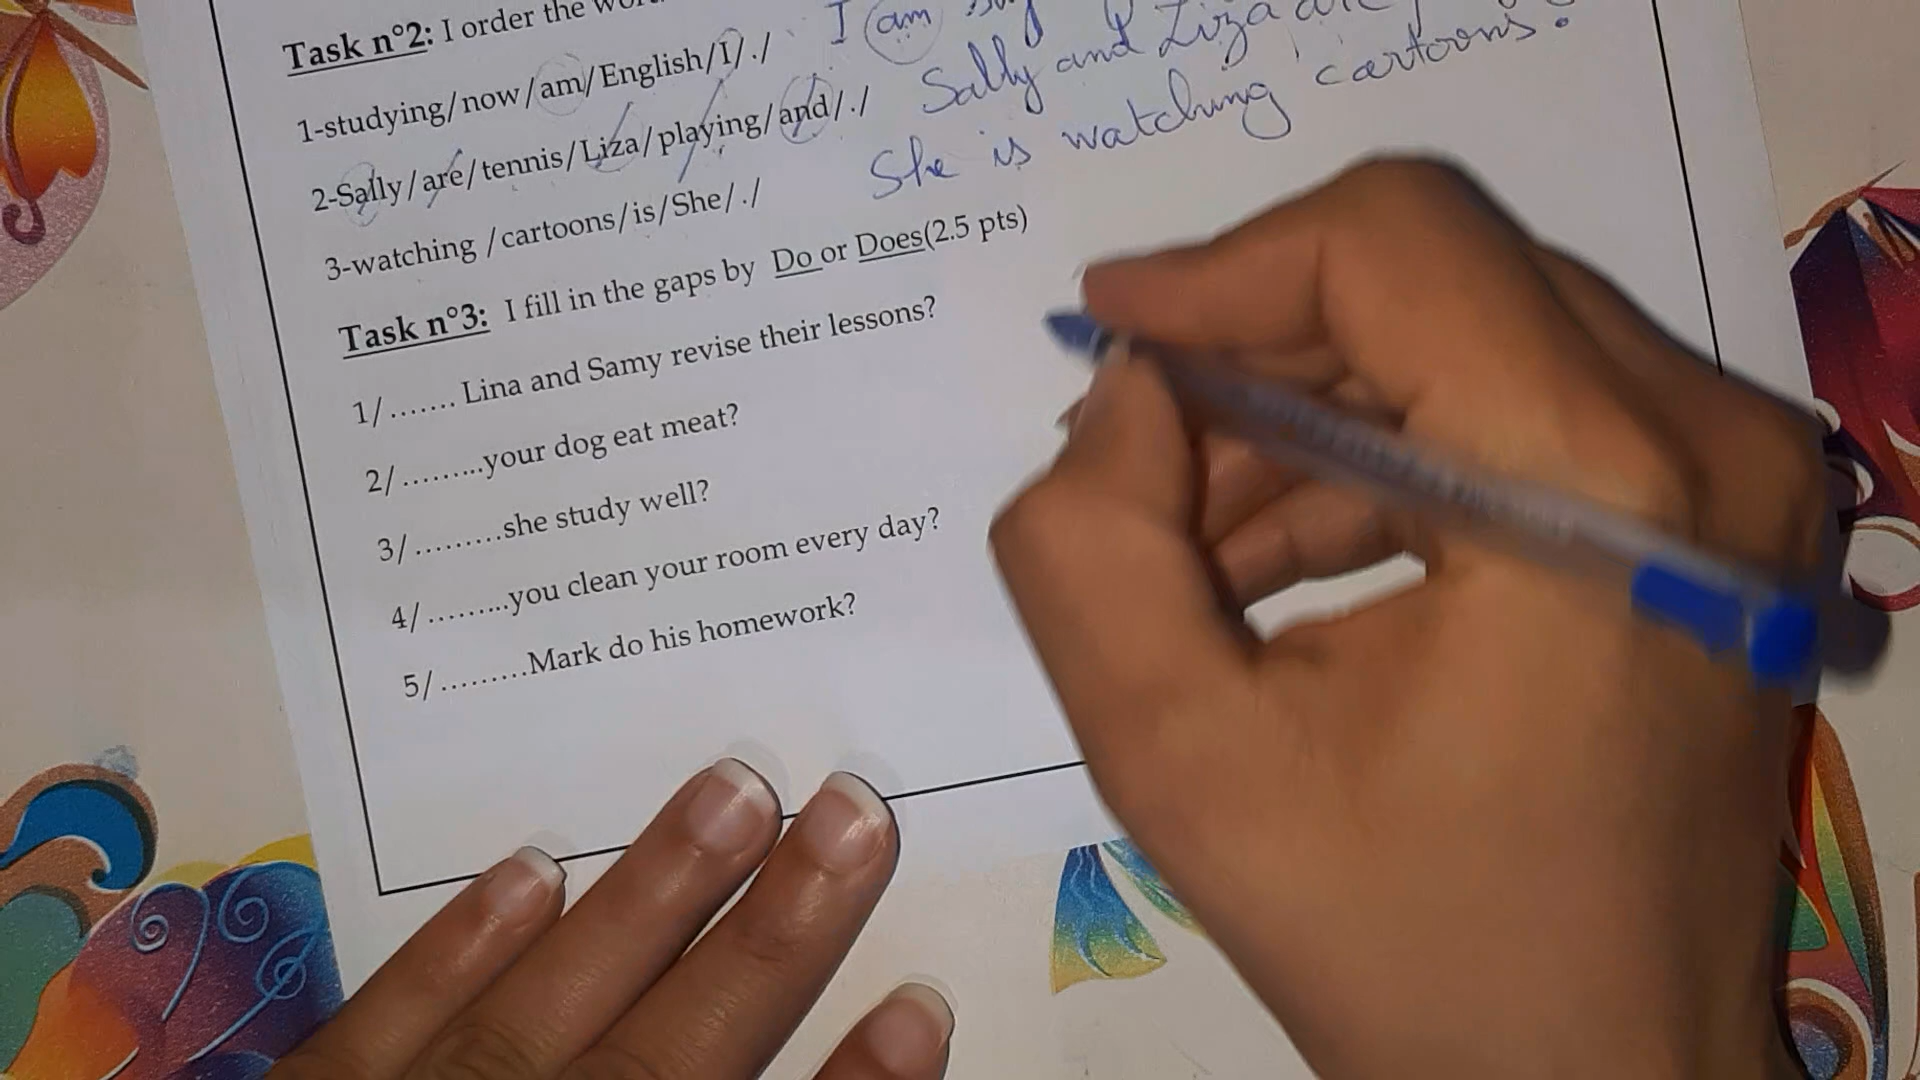 Task n°2: I order the
1-studying/now/am/English/I/./ I am
2-Sally/are/tennis/Liza/playing/and/./ Sally and Liza are
3-watching /cartoons/is/She/./ She is watching cartoons.
Task n°3: I fill in the gaps by Do or Does(2.5 pts)
1/....... Lina and Samy revise their lessons?
2/.........your dog eat meat?
3/.........she study well?
4/.........you clean your room every day?
5/.........Mark do his homework?